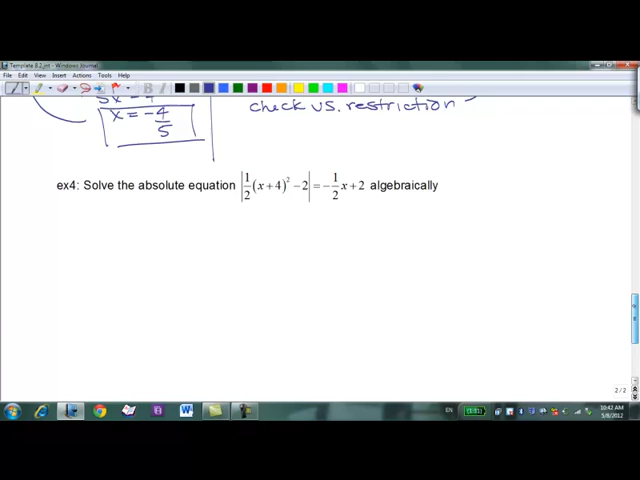 Template 8.2.jnt - Windows Journal
File Edit View Insert Actions Tools Help
x = -4/5
check vs. restriction
ex4: Solve the absolute equation |1/2(x+4)²-2| = -1/2x+2 algebraically
2 / 2
EN
(1:31)
10:42 AM
5/8/2012